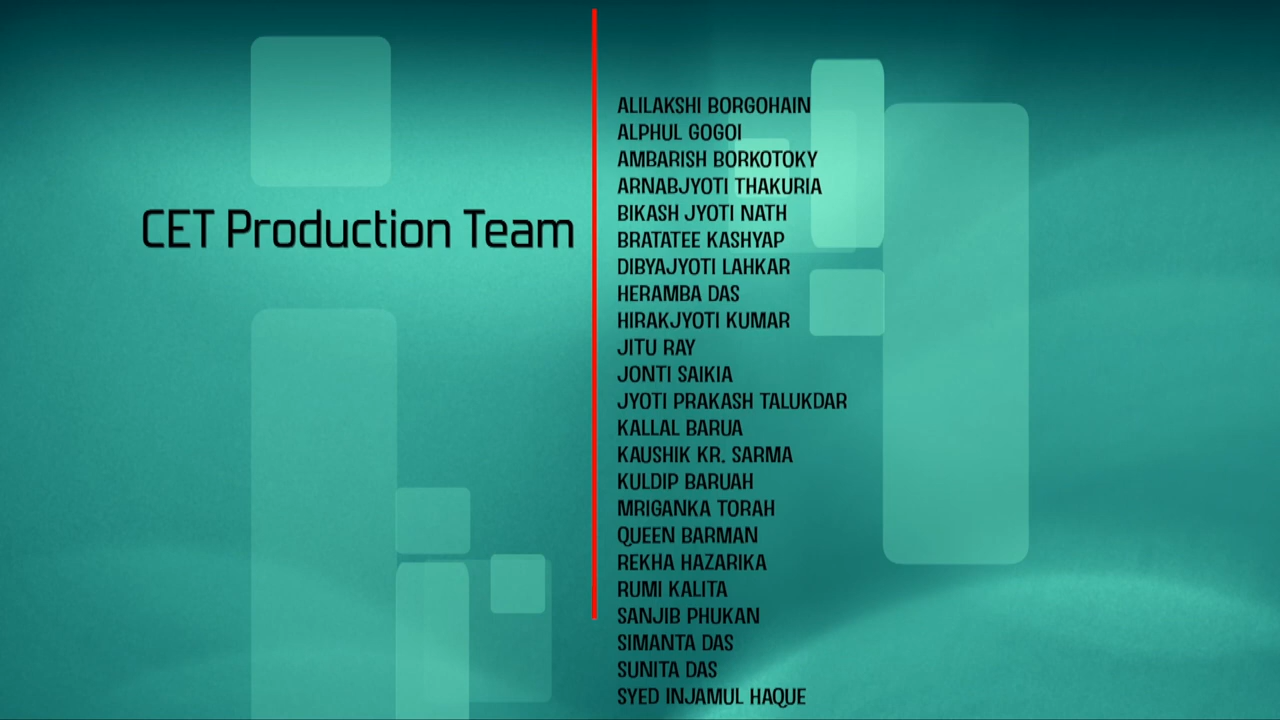 CET Production Team
ALILAKSHI BORGOHAIN
ALPHUL GOGOI
AMBARISH BORKOTOKY
ARNABJYOTI THAKURIA
BIKASH JYOTI NATH
BRATATEE KASHYAP
DIBYAJYOTI LAHKAR
HERAMBA DAS
HIRAKJYOTI KUMAR
JITU RAY
JONTI SAIKIA
JYOTI PRAKASH TALUKDAR
KALLAL BARUA
KAUSHIK KR. SARMA
KULDIP BARUAH
MRIGANKA TORAH
QUEEN BARMAN
REKHA HAZARIKA
RUMI KALITA
SANJIB PHUKAN
SIMANTA DAS
SUNITA DAS
SYED INJAMUL HAQUE